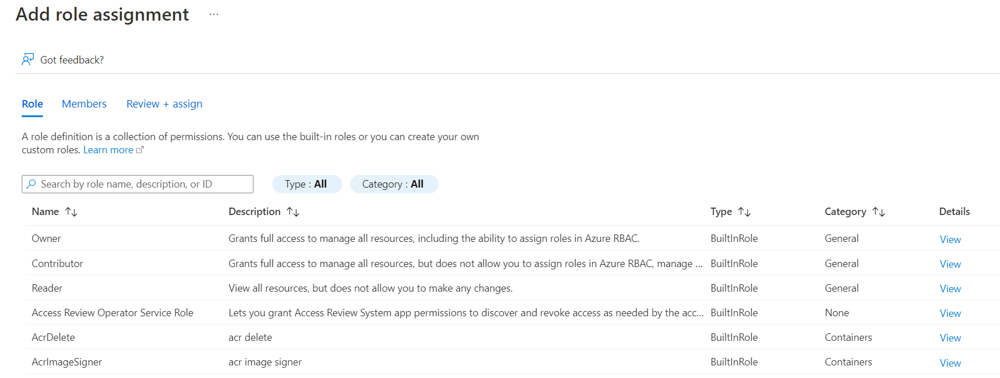 Add role assignment ...
Got feedback?
Role Members Review + assign
A role definition is a collection of permissions. You can use the built-in roles or you can create your own
custom roles. Learn more
Search by role name, description, or ID Type : All Category : All
Name ↑↓ Description ↑↓ Type ↑↓ Category ↑↓ Details
Owner Grants full access to manage all resources, including the ability to assign roles in Azure RBAC. BuiltInRole General View
Contributor Grants full access to manage all resources, but does not allow you to assign roles in Azure RBAC, manage ... BuiltInRole General View
Reader View all resources, but does not allow you to make any changes. BuiltInRole General View
Access Review Operator Service Role Lets you grant Access Review System app permissions to discover and revoke access as needed by the acc... BuiltInRole None View
AcrDelete acr delete BuiltInRole Containers View
AcrImageSigner acr image signer BuiltInRole Containers View